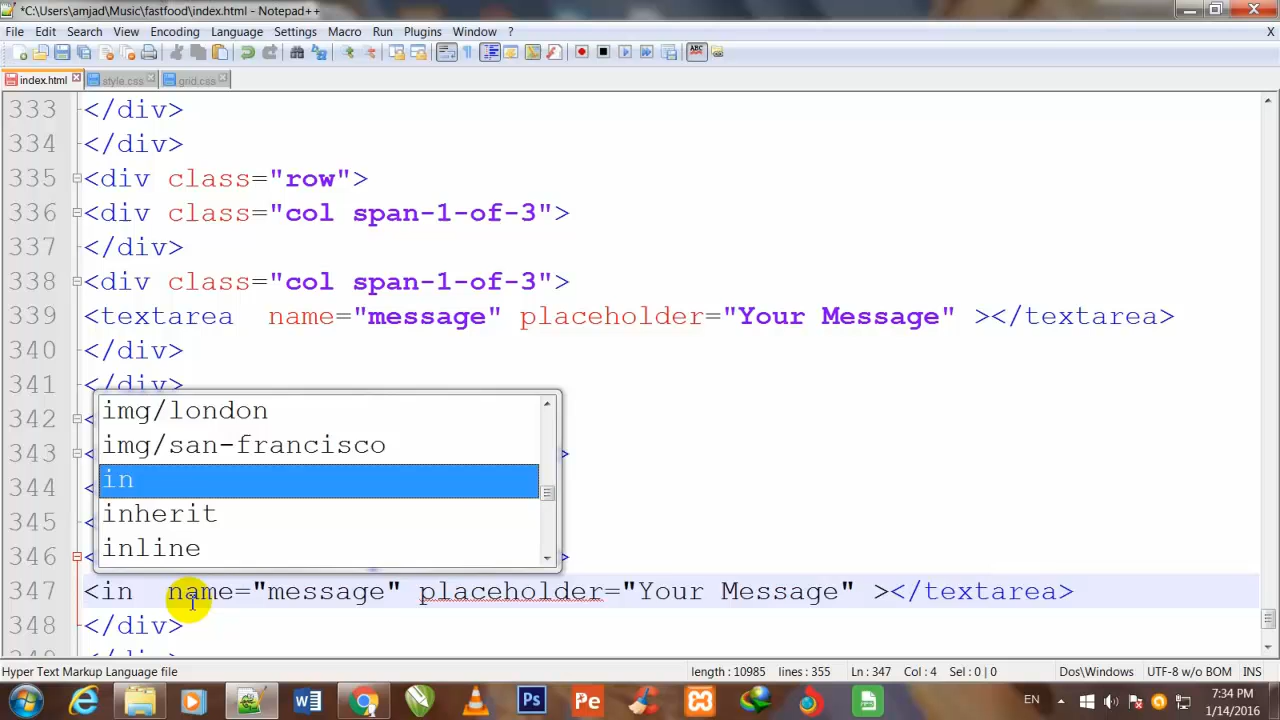 *C:\Users\amjad\Music\fastfood\index.html - Notepad++
File Edit Search View Encoding Language Settings Macro Run Plugins Window ? X
index.html style.css grid.css
333 </div>
334 </div>
335 <div class="row">
336 <div class="col span-1-of-3">
337 </div>
338 <div class="col span-1-of-3">
339 <textarea  name="message" placeholder="Your Message" ></textarea>
340 </div>
341 </div>
342 <
343 < >
344 <
345 <
346 < >
img/london
img/san-francisco
in
inherit
inline
347 <in  name="message" placeholder="Your Message" ></textarea>
348 </div>
349 </div>
Hyper Text Markup Language file length : 10985 lines : 355 Ln : 347 Col : 4 Sel : 0 | 0 Dos\Windows UTF-8 w/o BOM INS
EN 7:34 PM
1/14/2016